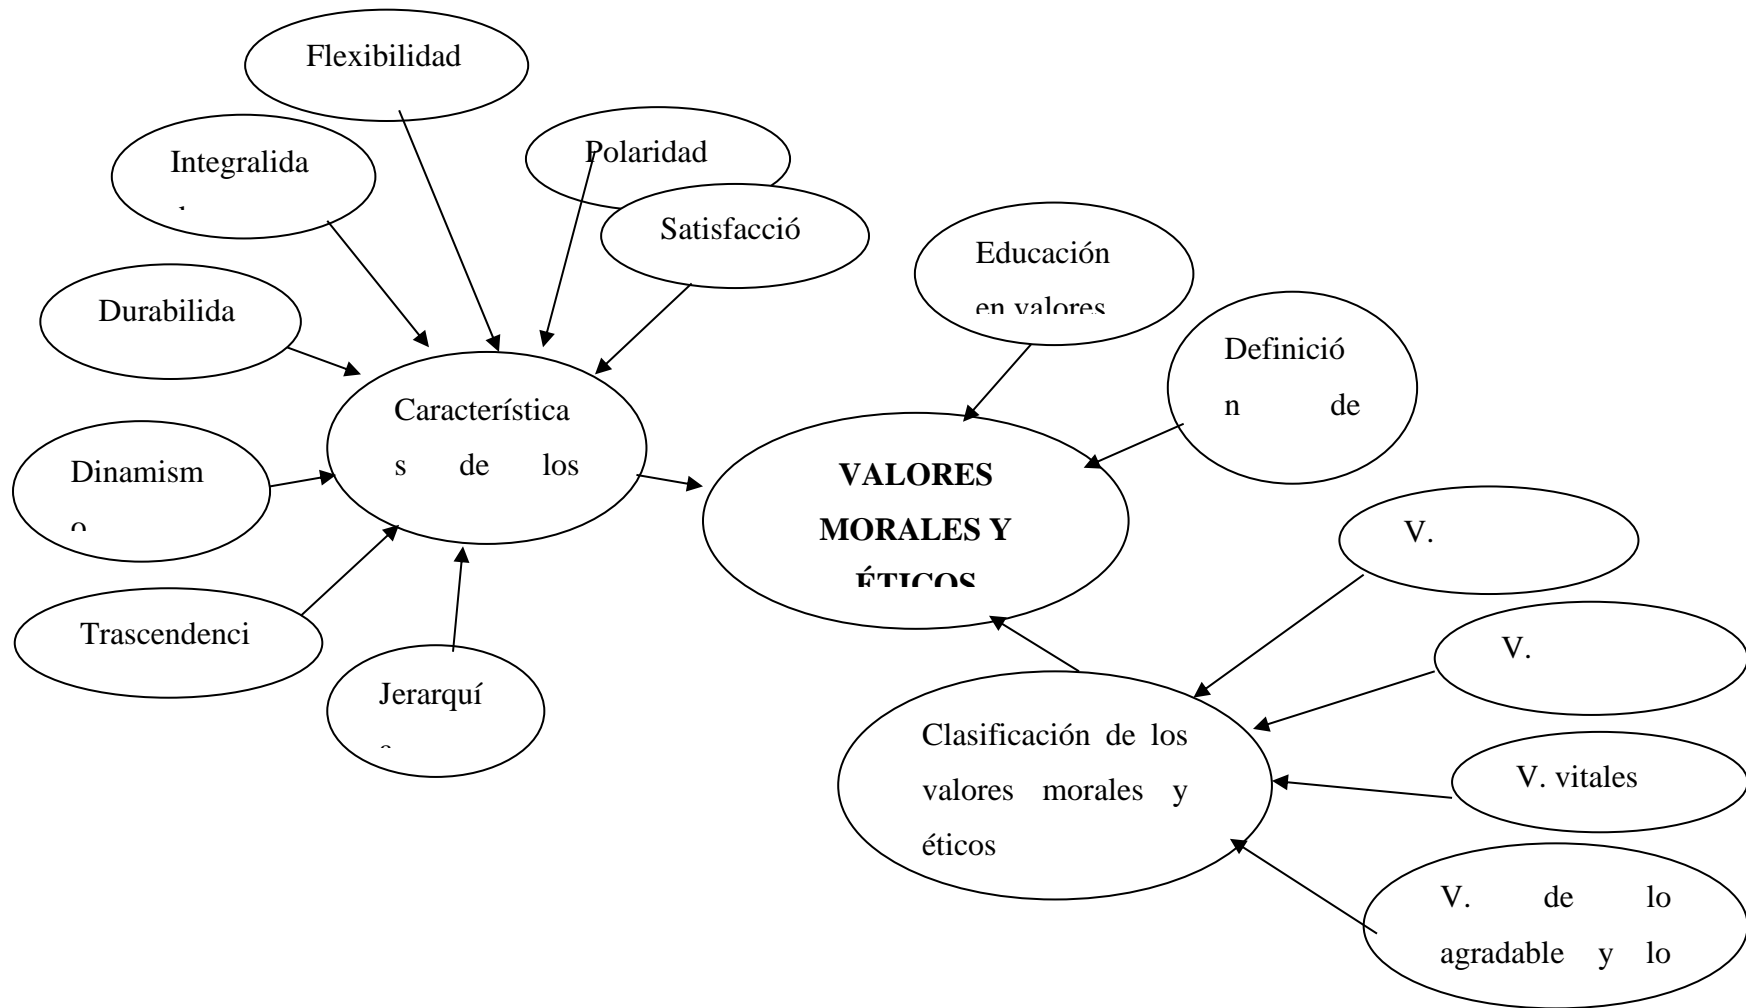 Flexibilidad
Integralida
Polaridad
Satisfacció
Durabilida
Dinamism
o
Trascendenci
Jerarquí
Característica
s de los
Educación
en valores
Definició
n de
VALORES
MORALES Y
ÉTICOS
V.
V.
V. vitales
V. de lo
agradable y lo
Clasificación de los
valores morales y
éticos